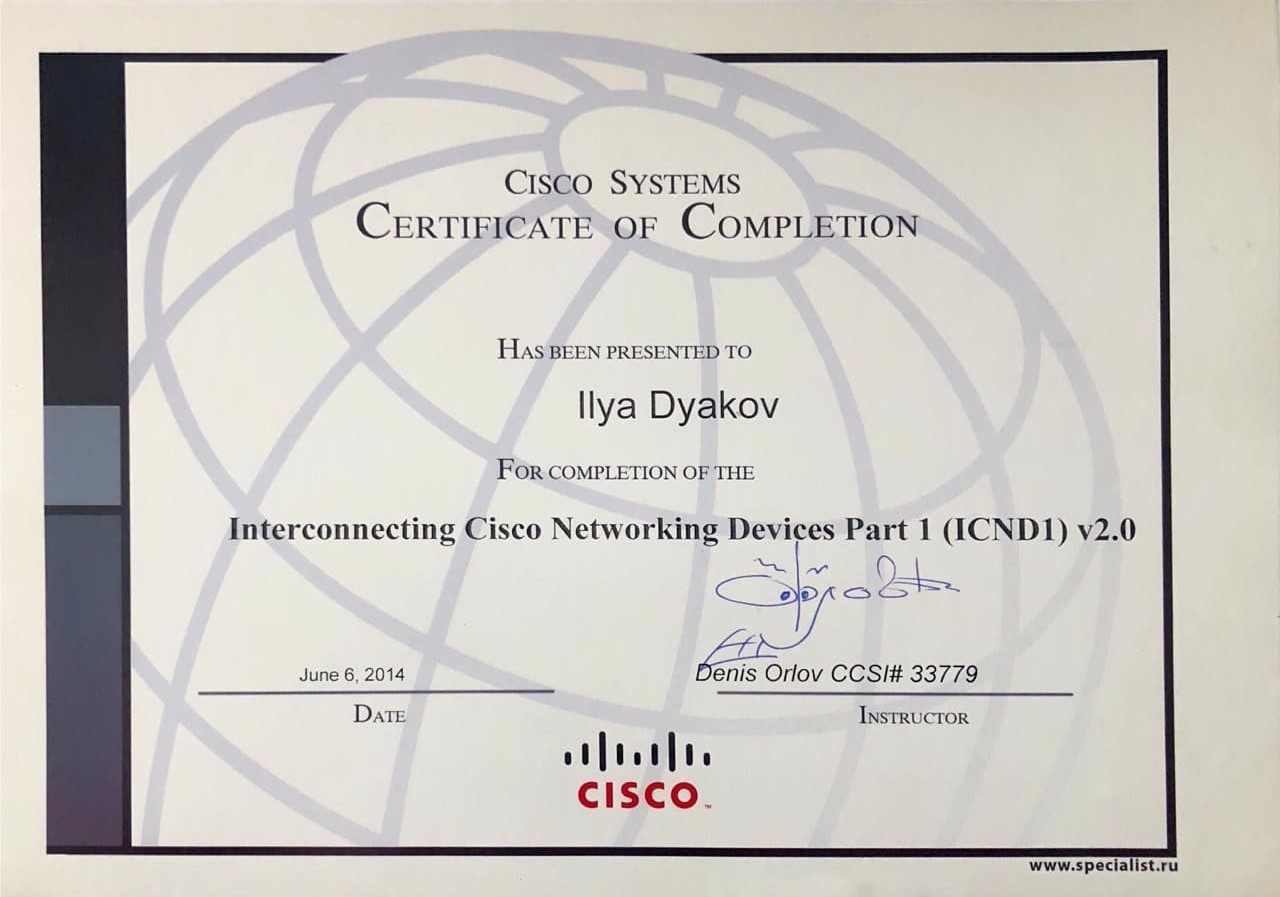 Cisco Systems
Certificate of Completion
Has been presented to
Ilya Dyakov
For completion of the
Interconnecting Cisco Networking Devices Part 1 (ICND1) v2.0
June 6, 2014
Denis Orlov CCSI# 33779
Date
Instructor
CISCO™
www.specialist.ru